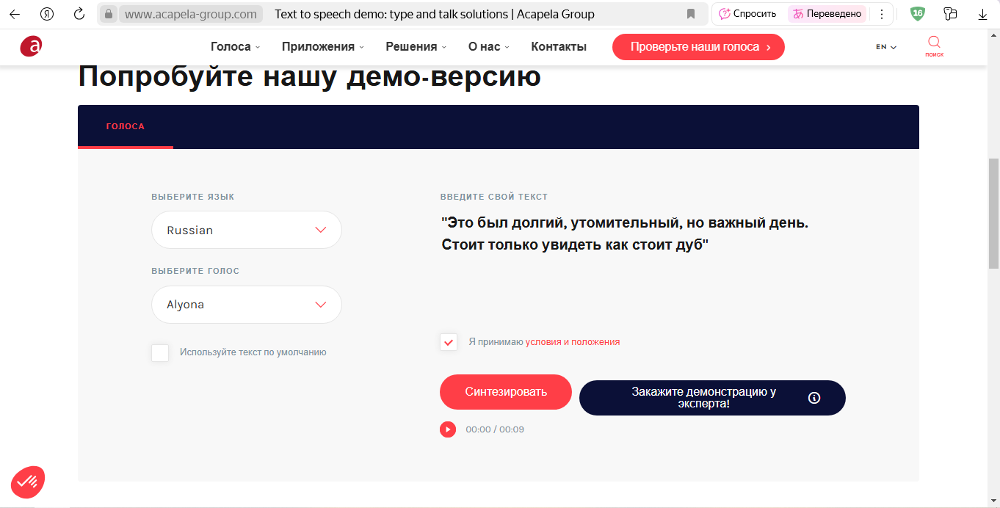 www.acapela-group.com Text to speech demo: type and talk solutions | Acapela Group Спросить Переведено 16
a Голоса Приложения Решения О нас Контакты Проверьте наши голоса EN поиск
Попробуйте нашу демо-версию
ГОЛОСА
ВЫБЕРИТЕ ЯЗЫК
Russian
ВЫБЕРИТЕ ГОЛОС
Alyona
Используйте текст по умолчанию
ВВЕДИТЕ СВОЙ ТЕКСТ
"Это был долгий, утомительный, но важный день.
Стоит только увидеть как стоит дуб"
Я принимаю условия и положения
Синтезировать
Закажите демонстрацию у
эксперта!
00:00 / 00:09